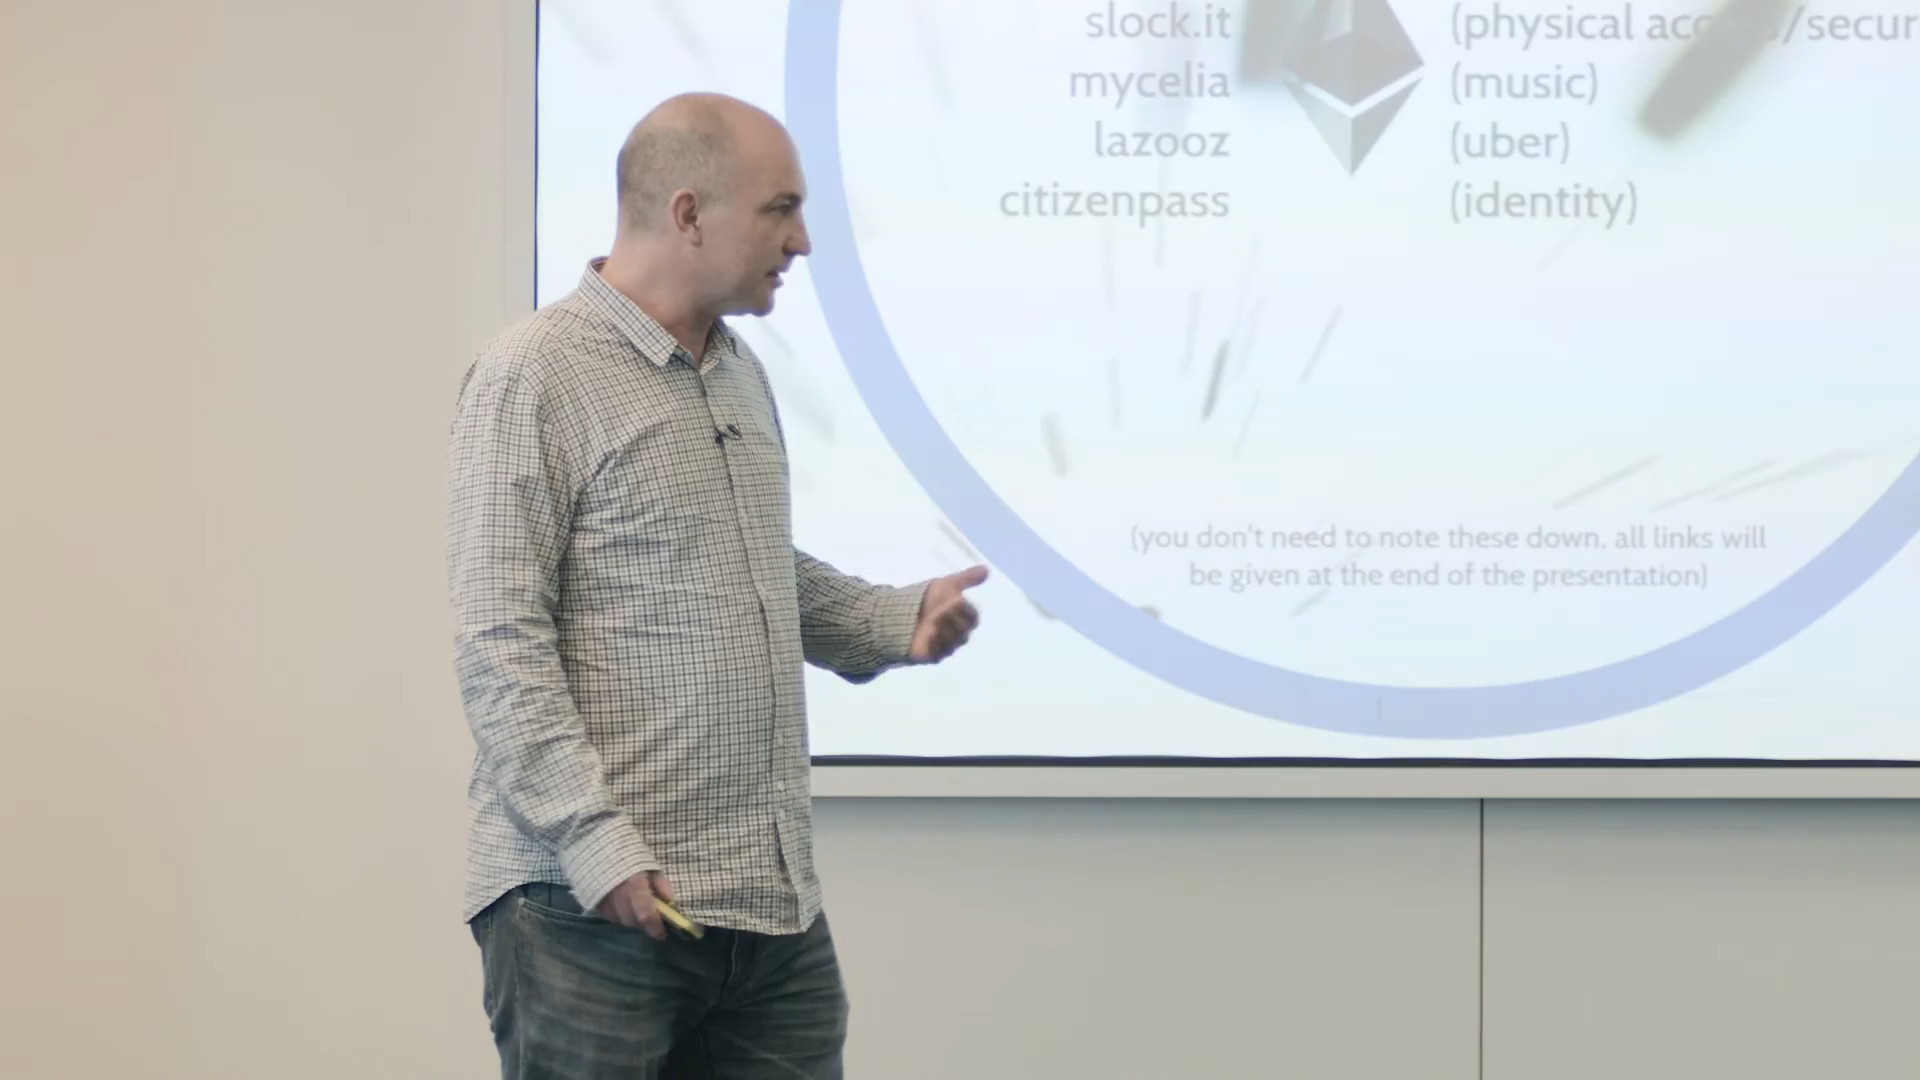 slock.it (physical
mycelia (music)
lazooz (uber)
citizenpass (identity)
(you don't need to note these down, all links will
be given at the end of the presentation)